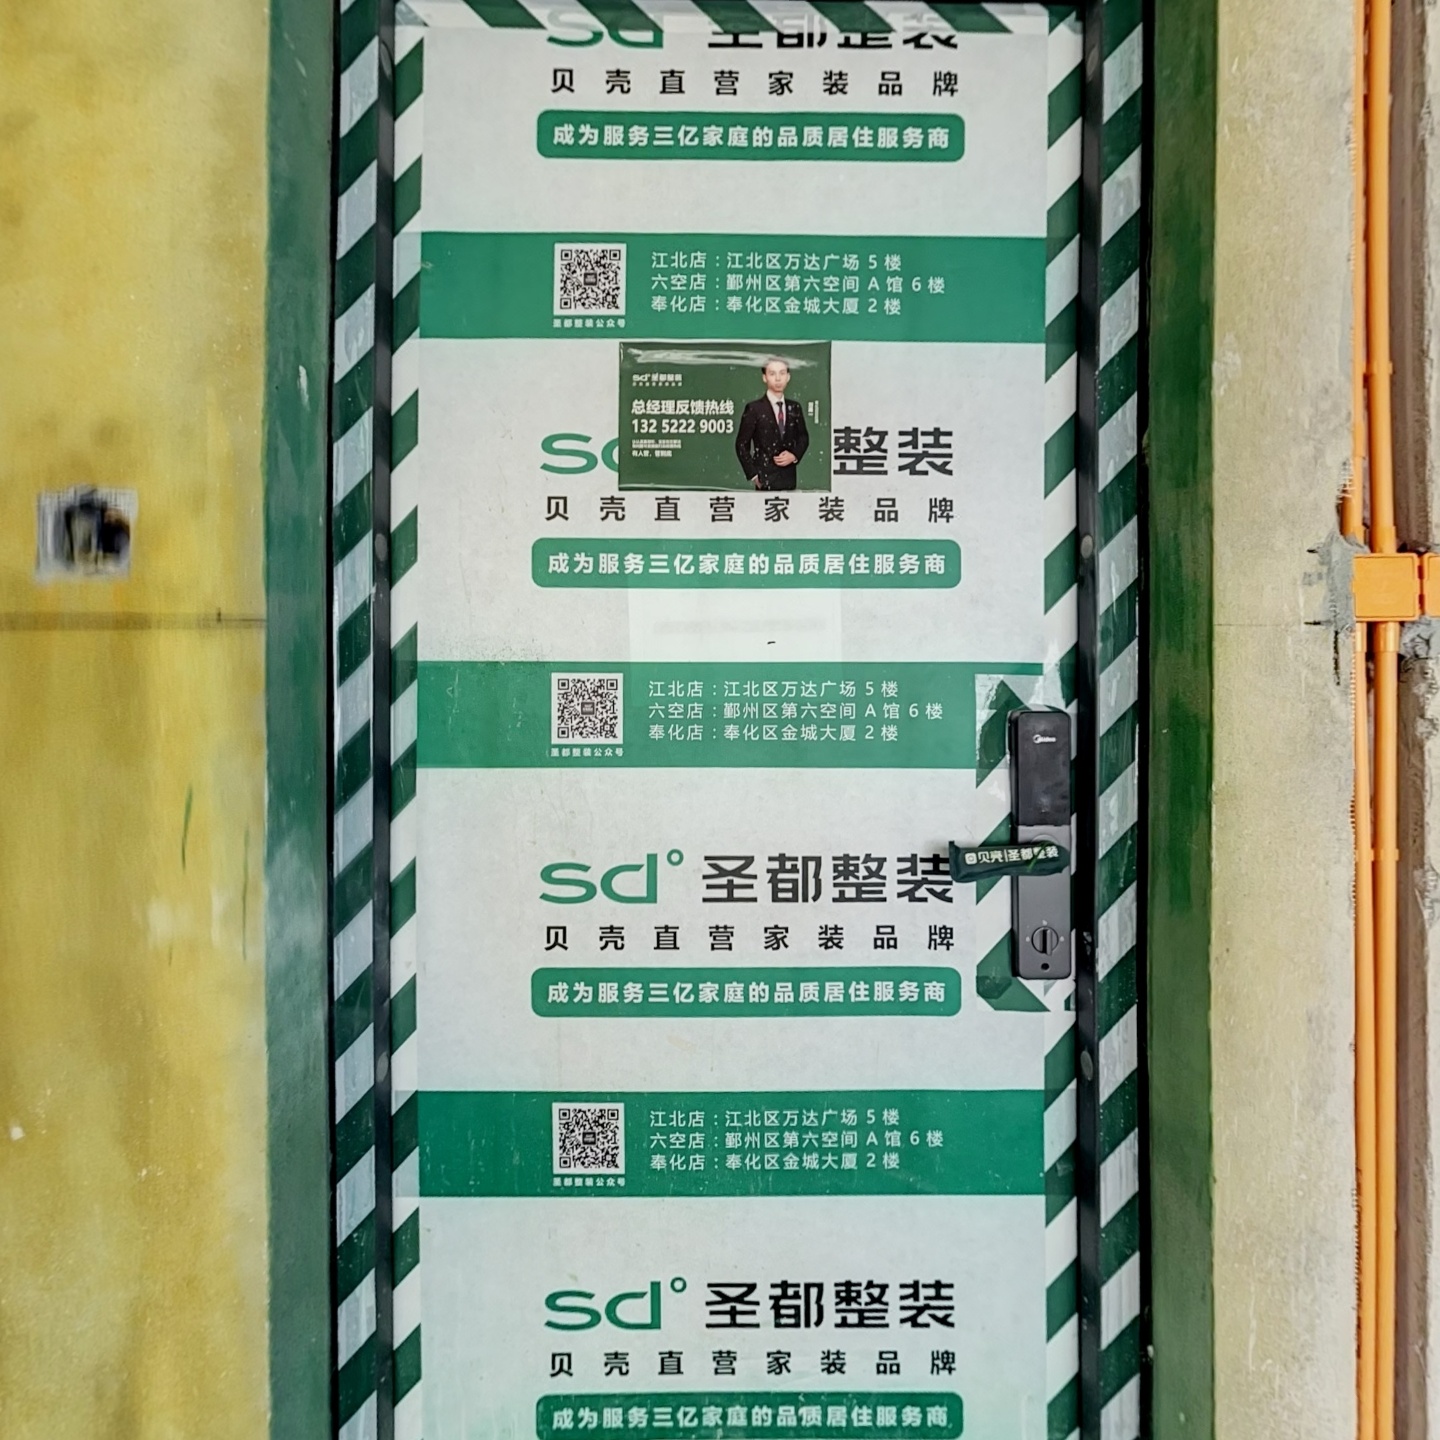 sd° 圣都整装
贝壳直营家装品牌
成为服务三亿家庭的品质居住服务商
江北店：江北区万达广场 5 楼
六空店：鄞州区第六空间 A 馆 6 楼
奉化店：奉化区金城大厦 2 楼
圣都整装公众号
sd° 圣都整装
总经理反馈热线
132 5222 9003
整装
贝壳直营家装品牌
成为服务三亿家庭的品质居住服务商
江北店：江北区万达广场 5 楼
六空店：鄞州区第六空间 A 馆 6 楼
奉化店：奉化区金城大厦 2 楼
圣都整装公众号
Midea
贝壳|圣都整装
sd° 圣都整装
贝壳直营家装品牌
成为服务三亿家庭的品质居住服务商
江北店：江北区万达广场 5 楼
六空店：鄞州区第六空间 A 馆 6 楼
奉化店：奉化区金城大厦 2 楼
圣都整装公众号
sd° 圣都整装
贝壳直营家装品牌
成为服务三亿家庭的品质居住服务商